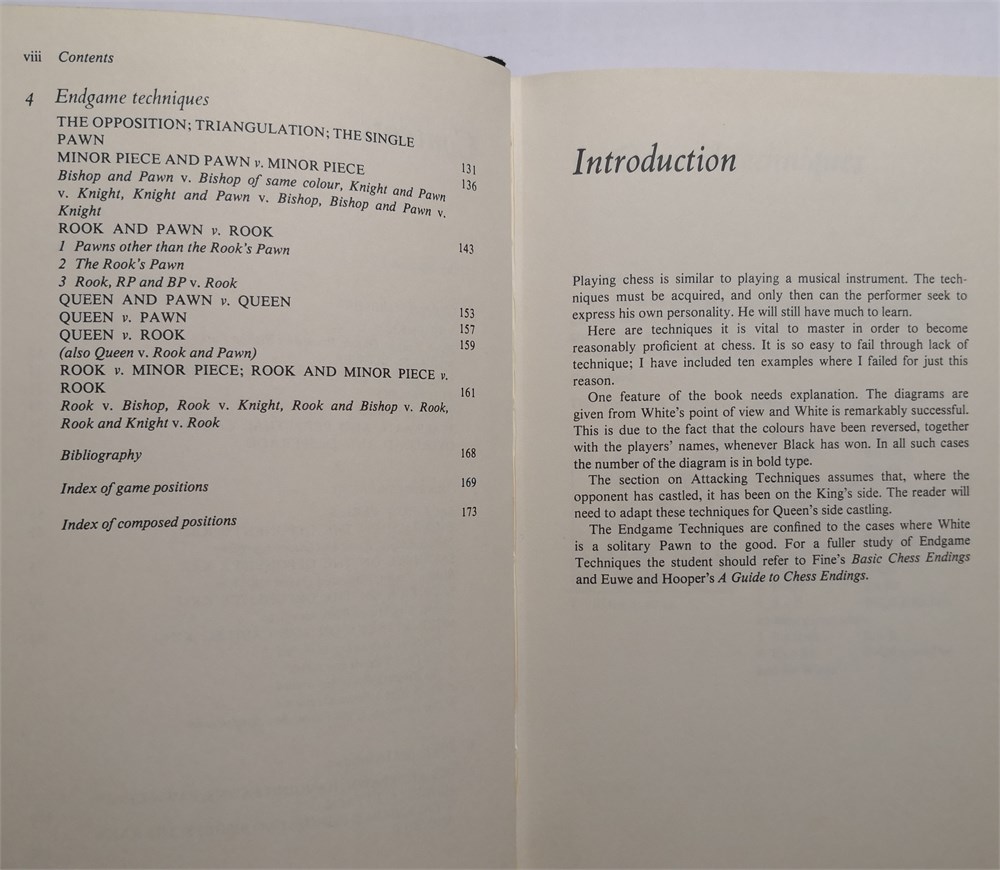 viii Contents
4 Endgame techniques
THE OPPOSITION; TRIANGULATION; THE SINGLE
PAWN 131
MINOR PIECE AND PAWN v. MINOR PIECE 136
Bishop and Pawn v. Bishop of same colour, Knight and Pawn
v. Knight, Knight and Pawn v. Bishop, Bishop and Pawn v.
Knight
ROOK AND PAWN v. ROOK 143
1 Pawns other than the Rook's Pawn
2 The Rook's Pawn
3 Rook, RP and BP v. Rook
QUEEN AND PAWN v. QUEEN 153
QUEEN v. PAWN 157
QUEEN v. ROOK 159
(also Queen v. Rook and Pawn)
ROOK v. MINOR PIECE; ROOK AND MINOR PIECE v.
ROOK 161
Rook v. Bishop, Rook v. Knight, Rook and Bishop v. Rook,
Rook and Knight v. Rook
Bibliography 168
Index of game positions 169
Index of composed positions 173
Introduction
Playing chess is similar to playing a musical instrument. The tech-
niques must be acquired, and only then can the performer seek to
express his own personality. He will still have much to learn.
Here are techniques it is vital to master in order to become
reasonably proficient at chess. It is so easy to fail through lack of
technique; I have included ten examples where I failed for just this
reason.
One feature of the book needs explanation. The diagrams are
given from White's point of view and White is remarkably successful.
This is due to the fact that the colours have been reversed, together
with the players' names, whenever Black has won. In all such cases
the number of the diagram is in bold type.
The section on Attacking Techniques assumes that, where the
opponent has castled, it has been on the King's side. The reader will
need to adapt these techniques for Queen's side castling.
The Endgame Techniques are confined to the cases where White
is a solitary Pawn to the good. For a fuller study of Endgame
Techniques the student should refer to Fine's Basic Chess Endings
and Euwe and Hooper's A Guide to Chess Endings.